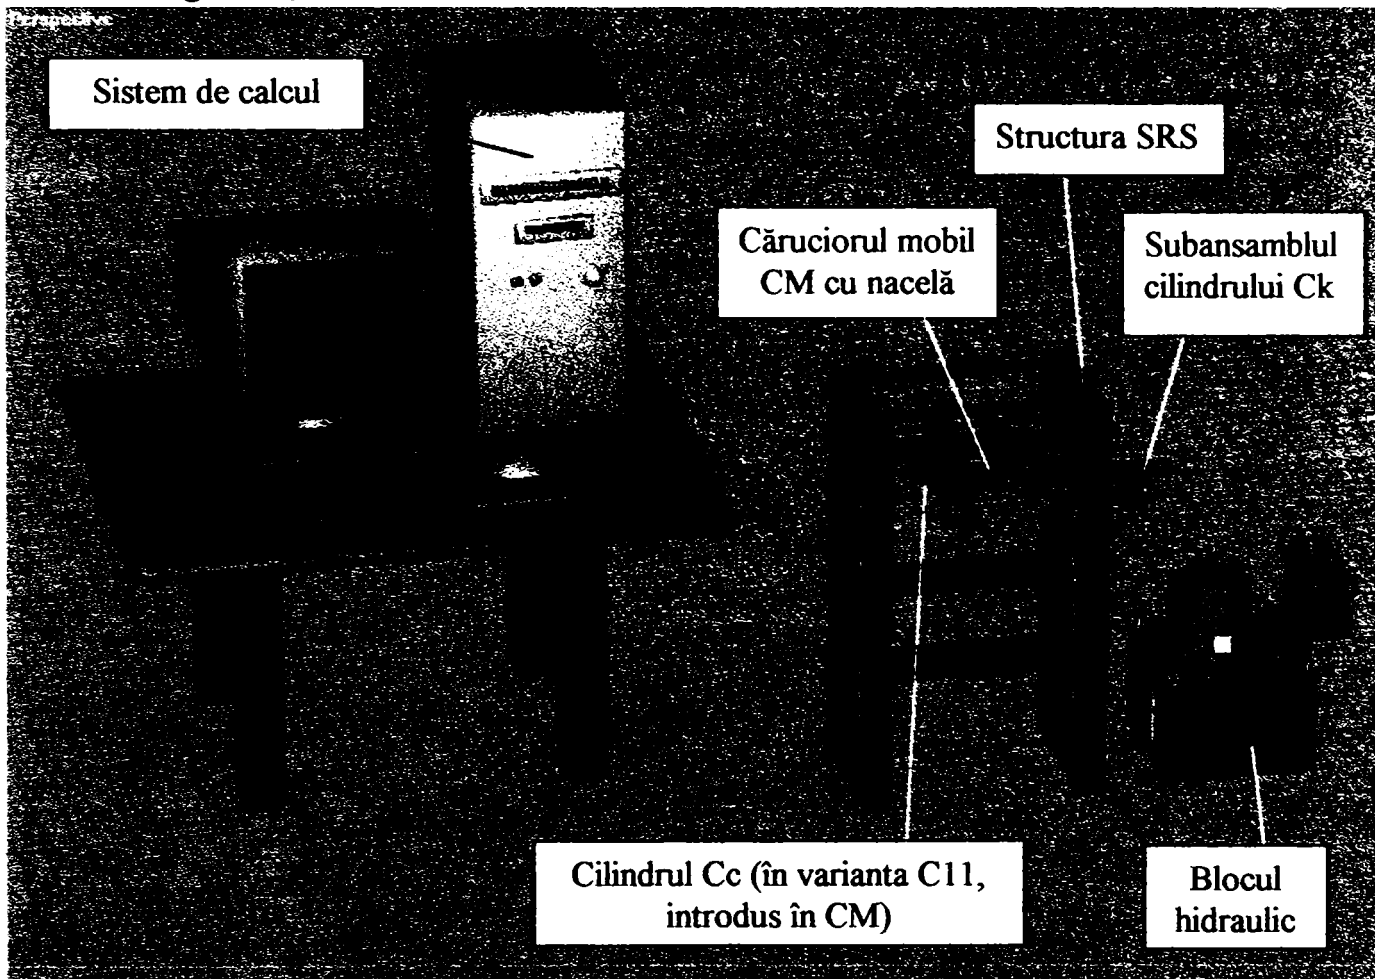 Perspective
Sistem de calcul
Structura SRS
Căruciorul mobil
CM cu nacelă
Subansamblul
cilindrului Ck
Cilindrul Cc (în varianta C11,
introdus în CM)
Blocul
hidraulic